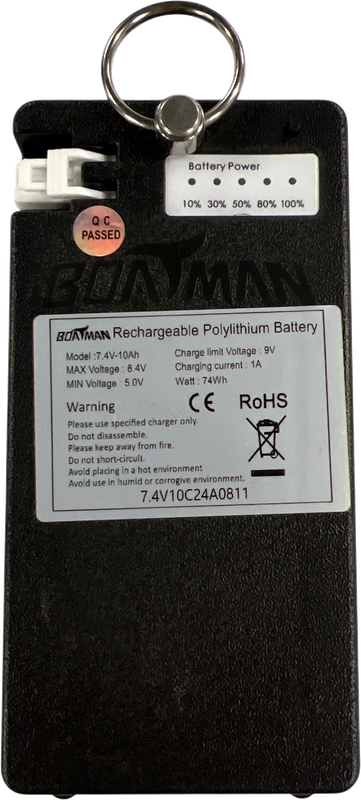 Battery Power
10% 30% 50% 80% 100%
QC
PASSED
BOATMAN
BOATMAN Rechargeable Polylithium Battery
Model :7.4V-10Ah Charge limit Voltage : 9V
MAX Voltage : 8.4V Charging current : 1A
MIN Voltage : 5.0V Watt : 74Wh
Warning CE RoHS
Please use specified charger only.
Do not disassemble.
Please keep away from fire.
Do not short-circuit.
Avoid placing in a hot environment
Avoid use in humid or corrogive environment.
7.4V10C24A0811